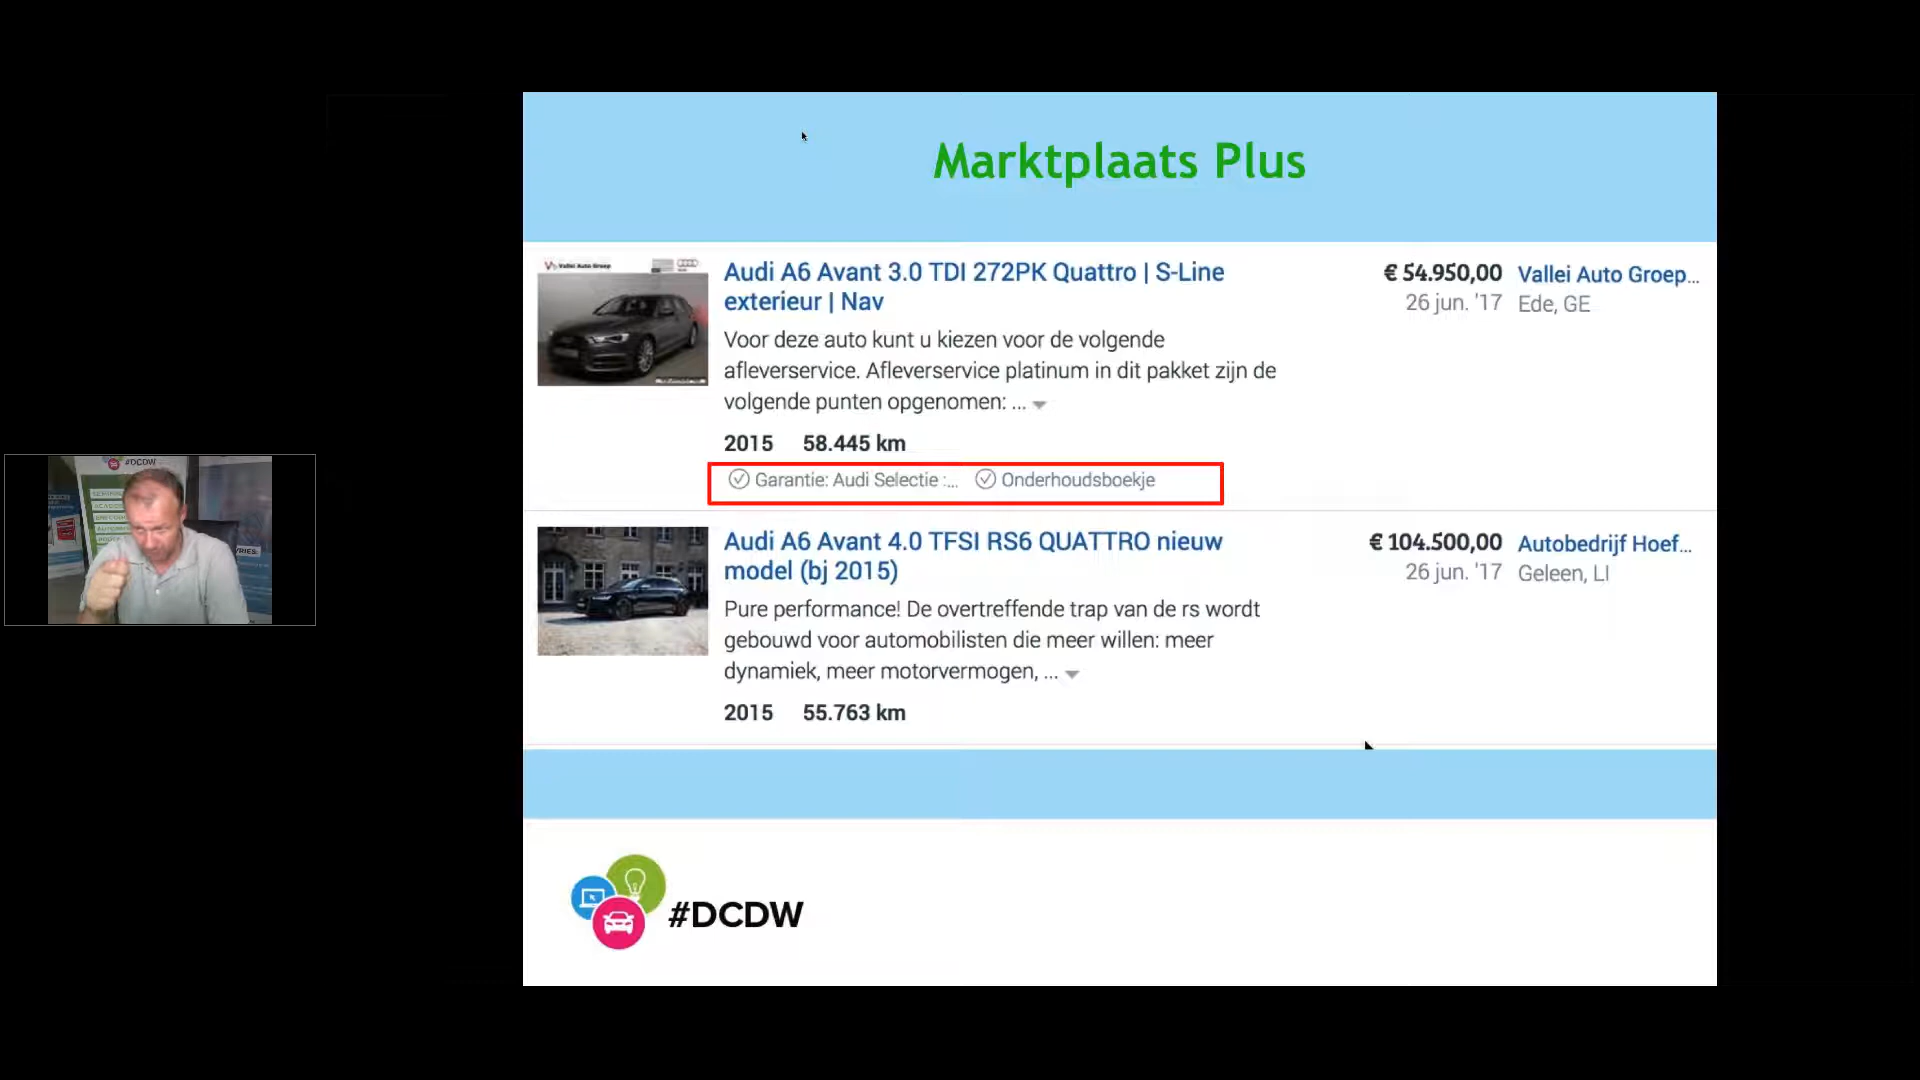 Marktplaats Plus
Vallei Auto Groep
Audi A6 Avant 3.0 TDI 272PK Quattro | S-Line
exterieur | Nav
€ 54.950,00
Vallei Auto Groep...
26 jun. '17
Ede, GE
Voor deze auto kunt u kiezen voor de volgende
afleverservice. Afleverservice platinum in dit pakket zijn de
volgende punten opgenomen: ...
2015 58.445 km
Garantie: Audi Selectie :... Onderhoudsboekje
#DCDW
Audi A6 Avant 4.0 TFSI RS6 QUATTRO nieuw
model (bj 2015)
€ 104.500,00
Autobedrijf Hoef...
26 jun. '17
Geleen, LI
Pure performance! De overtreffende trap van de rs wordt
gebouwd voor automobilisten die meer willen: meer
dynamiek, meer motorvermogen, ...
2015 55.763 km
#DCDW